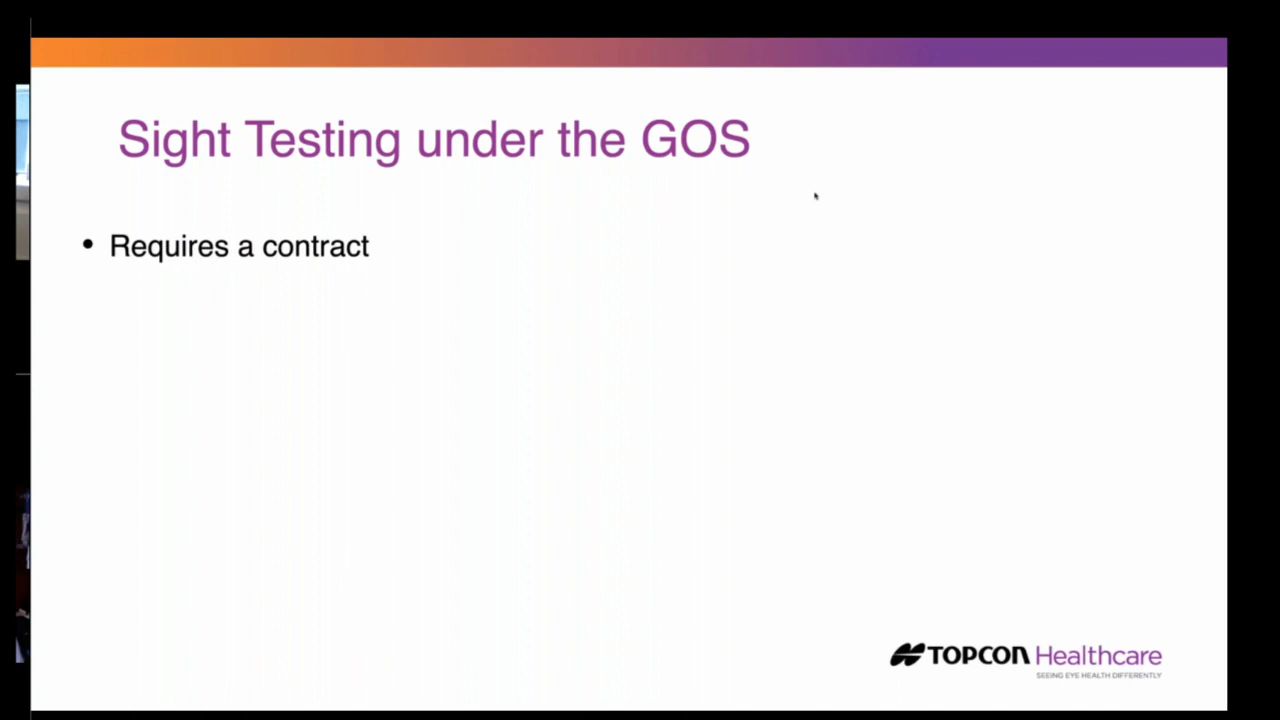 Sight Testing under the GOS
• Requires a contract
TOPCON Healthcare
SEEING EYE HEALTH DIFFERENTLY